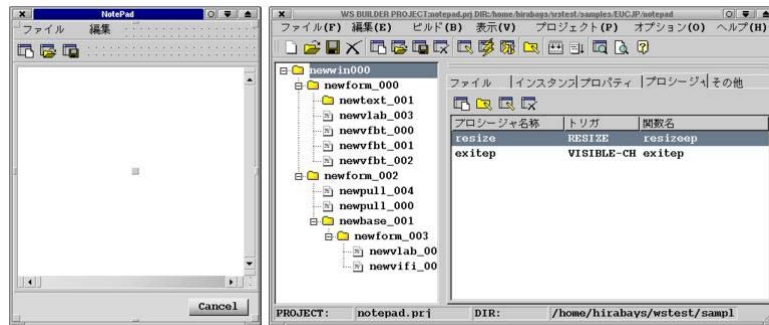 NotePad
ファイル 編集
Cancel
WS BUILDER PROJECT:notepad.prj DIR:/home/hirabays/wstest/samples/EUCJP/notepad
ファイル(F) 編集(E) ビルド(B) 表示(V) プロジェクト(P) オプション(O) ヘルプ(H)
newwin000
newform_000
newtext_001
newvlab_003
newvfbt_000
newvfbt_001
newvfbt_002
newform_002
newpull_004
newpull_000
newbase_001
newform_003
newvlab_00
newvifi_00
ファイル インスタンス プロパティ プロシージャ その他
プロシージャ名称 トリガ 関数名
resize RESIZE resizeep
exitep VISIBLE-CH exitep
PROJECT: notepad.prj DIR: /home/hirabays/wstest/sampl